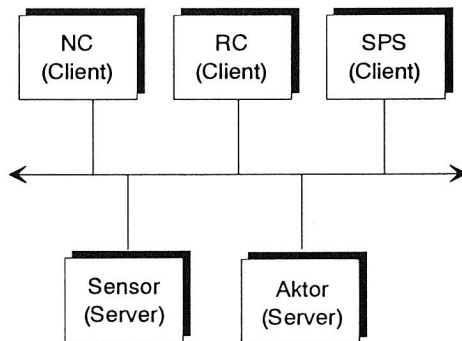 NC
(Client)
RC
(Client)
SPS
(Client)
Sensor
(Server)
Aktor
(Server)